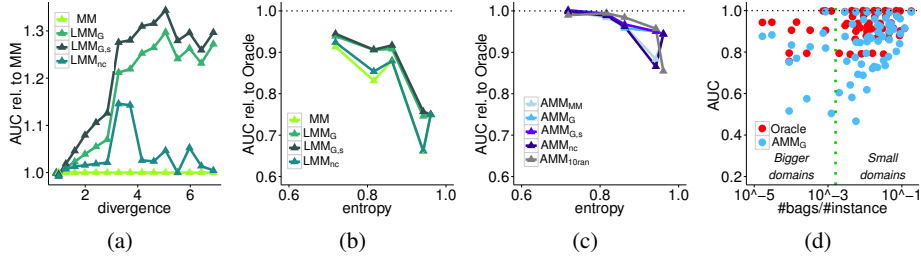 AUC rel. to MM
1.3
1.2
1.1
1.0
MM
LMM_G
LMM_G,s
LMM_nc
2 4 6
divergence
(a)
AUC rel. to Oracle
1.0
0.9
0.8
0.7
0.6
MM
LMM_G
LMM_G,s
LMM_nc
0.6 0.8 1.0
entropy
(b)
AUC rel. to Oracle
1.0
0.9
0.8
0.7
0.6
AMM_MM
AMM_G
AMM_G,s
AMM_nc
AMM_10ran
0.6 0.8 1.0
entropy
(c)
AUC
1.0
0.8
0.6
0.4
0.2
Oracle
AMM_G
Bigger domains
Small domains
10^-5 10^-3 10^-1
#bags/#instance
(d)